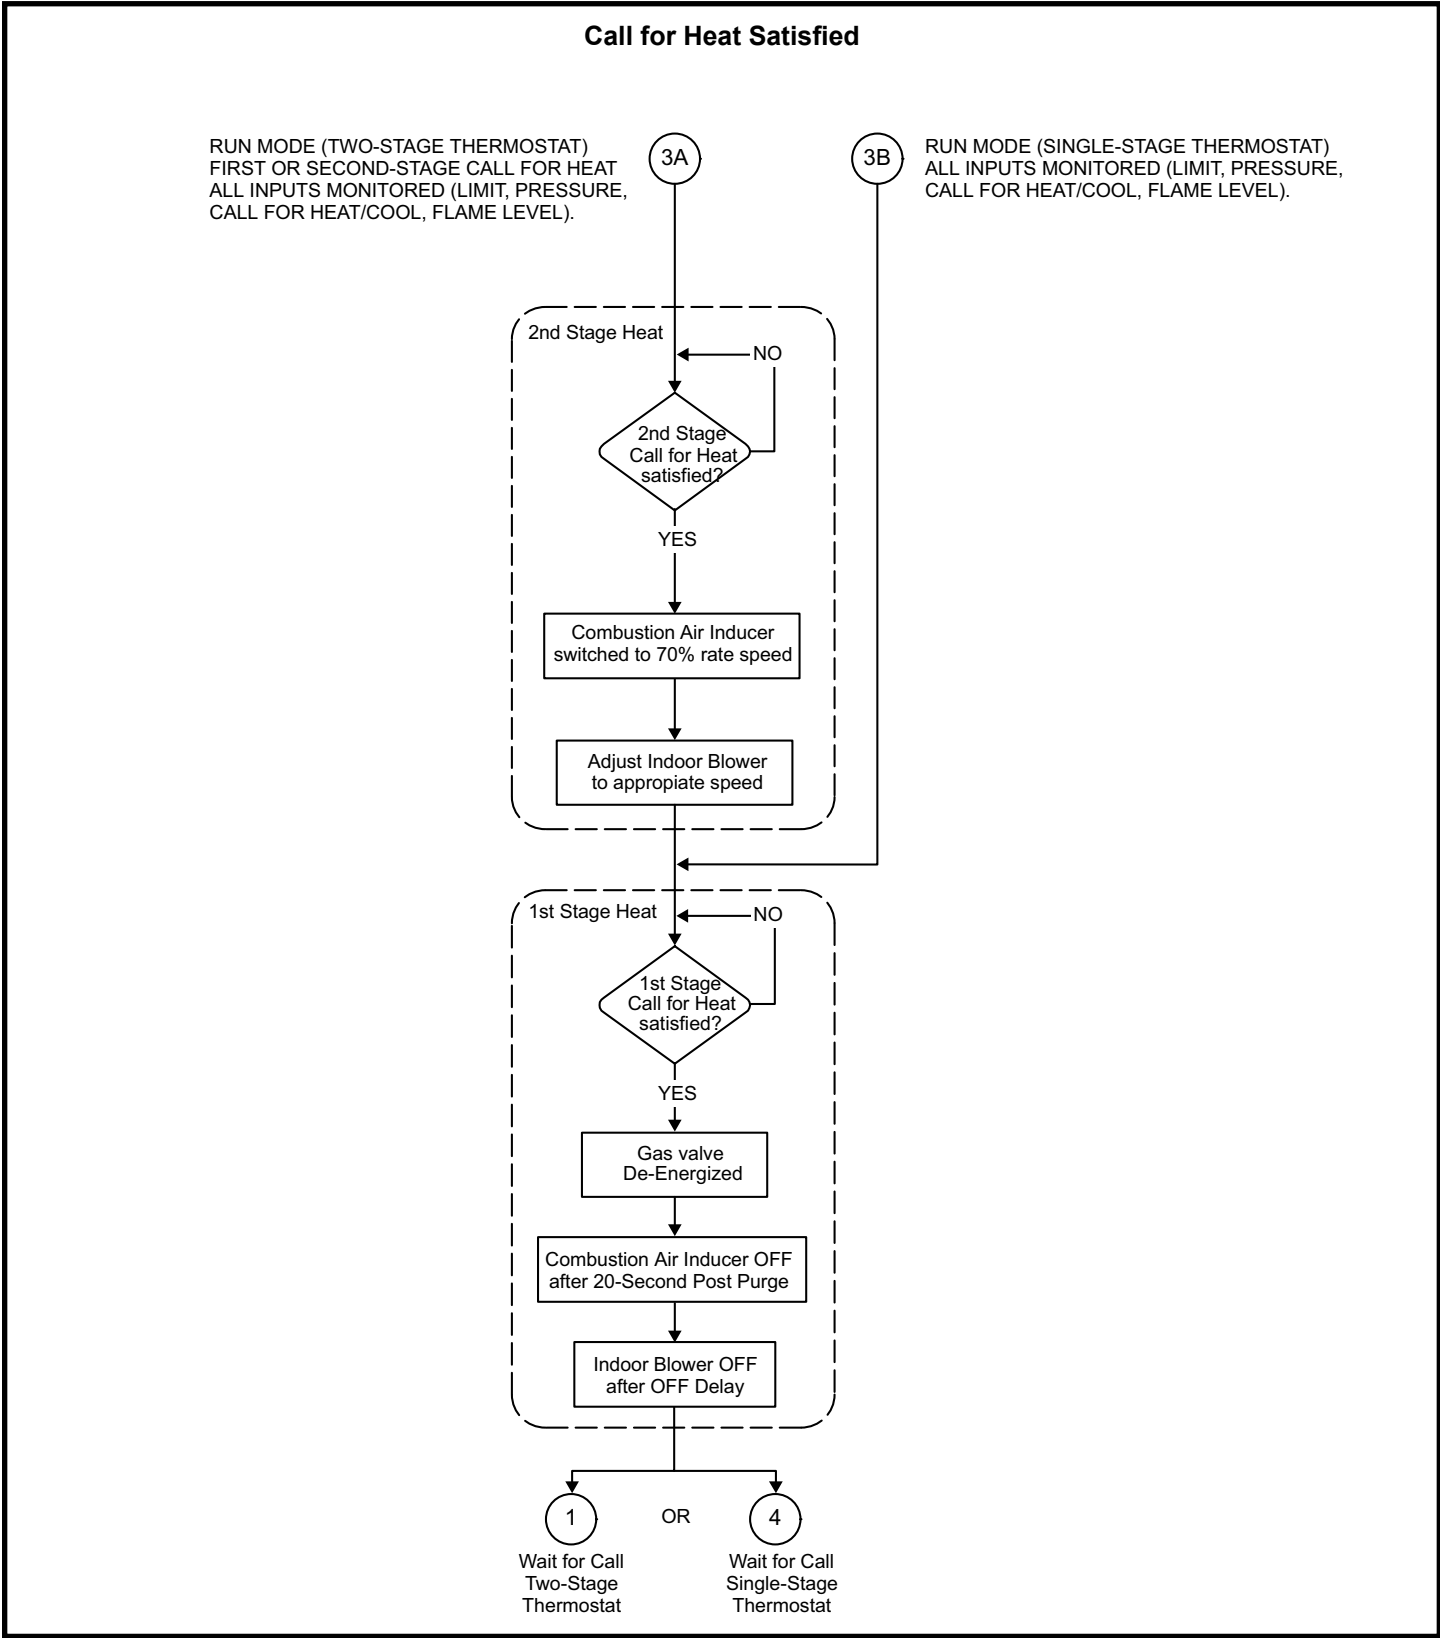 Call for Heat Satisfied
RUN MODE (TWO-STAGE THERMOSTAT)
FIRST OR SECOND-STAGE CALL FOR HEAT
ALL INPUTS MONITORED (LIMIT, PRESSURE,
CALL FOR HEAT/COOL, FLAME LEVEL).
3A
3B
RUN MODE (SINGLE-STAGE THERMOSTAT)
ALL INPUTS MONITORED (LIMIT, PRESSURE,
CALL FOR HEAT/COOL, FLAME LEVEL).
2nd Stage Heat
NO
2nd Stage
Call for Heat
satisfied?
YES
Combustion Air Inducer
switched to 70% rate speed
Adjust Indoor Blower
to appropiate speed
1st Stage Heat
NO
1st Stage
Call for Heat
satisfied?
YES
Gas valve
De-Energized
Combustion Air Inducer OFF
after 20-Second Post Purge
Indoor Blower OFF
after OFF Delay
1
OR
4
Wait for Call
Two-Stage
Thermostat
Wait for Call
Single-Stage
Thermostat